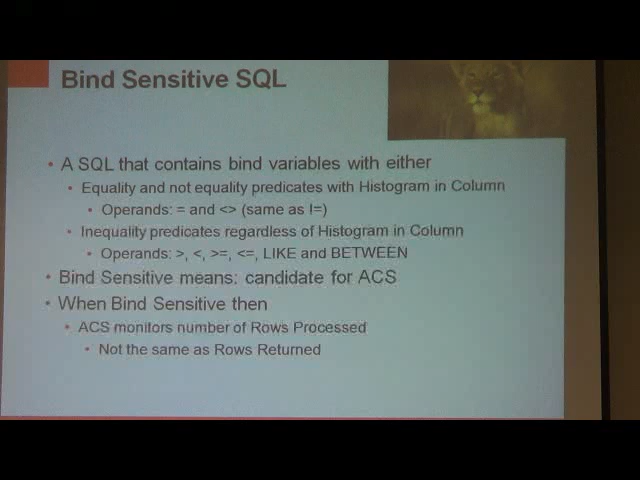 Bind Sensitive SQL
• A SQL that contains bind variables with either
• Equality and not equality predicates with Histogram in Column
• Operands: = and <> (same as !=)
• Inequality predicates regardless of Histogram in Column
• Operands: >, <, >=, <=, LIKE and BETWEEN
• Bind Sensitive means: candidate for ACS
• When Bind Sensitive then
• ACS monitors number of Rows Processed
• Not the same as Rows Returned